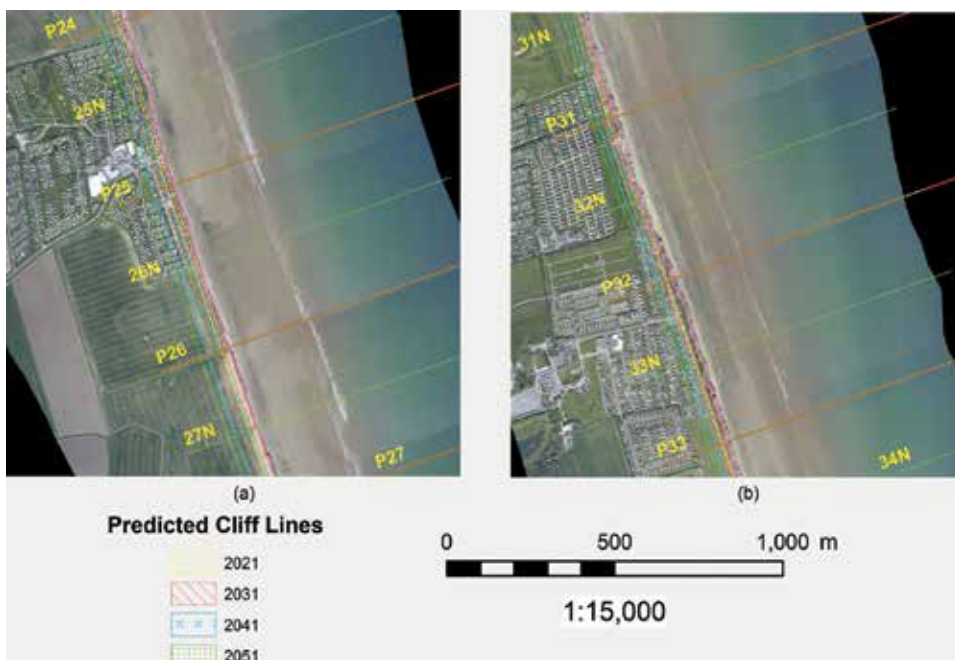 P24
25N
P25
26N
P26
27N
P27
(a)
31N
P31
32N
P32
33N
P33
34N
(b)
Predicted Cliff Lines
2021
2031
2041
2051
0 500 1,000 m
1:15,000